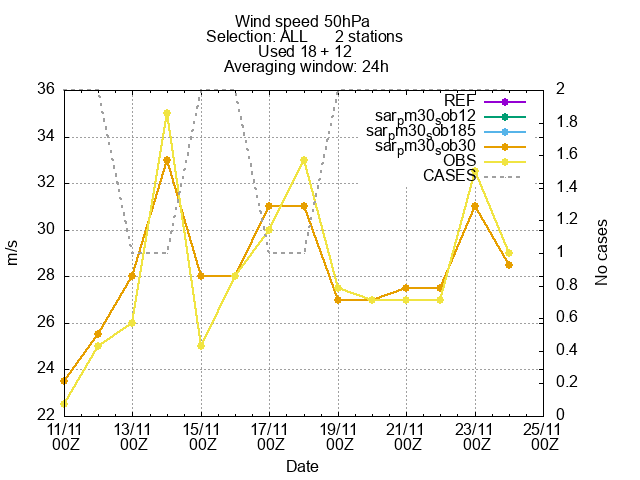 Wind speed 50hPa
Selection: ALL 2 stations
Used 18 + 12
Averaging window: 24h
REF
sarpm30sob12
sarpm30sob185
sarpm30sob30
OBS
CASES
36
34
32
30
28
26
24
22
m/s
2
1.8
1.6
1.4
1.2
1
0.8
0.6
0.4
0.2
0
No cases
11/11 13/11 15/11 17/11 19/11 21/11 23/11 25/11
00Z 00Z 00Z 00Z 00Z 00Z 00Z 00Z
Date